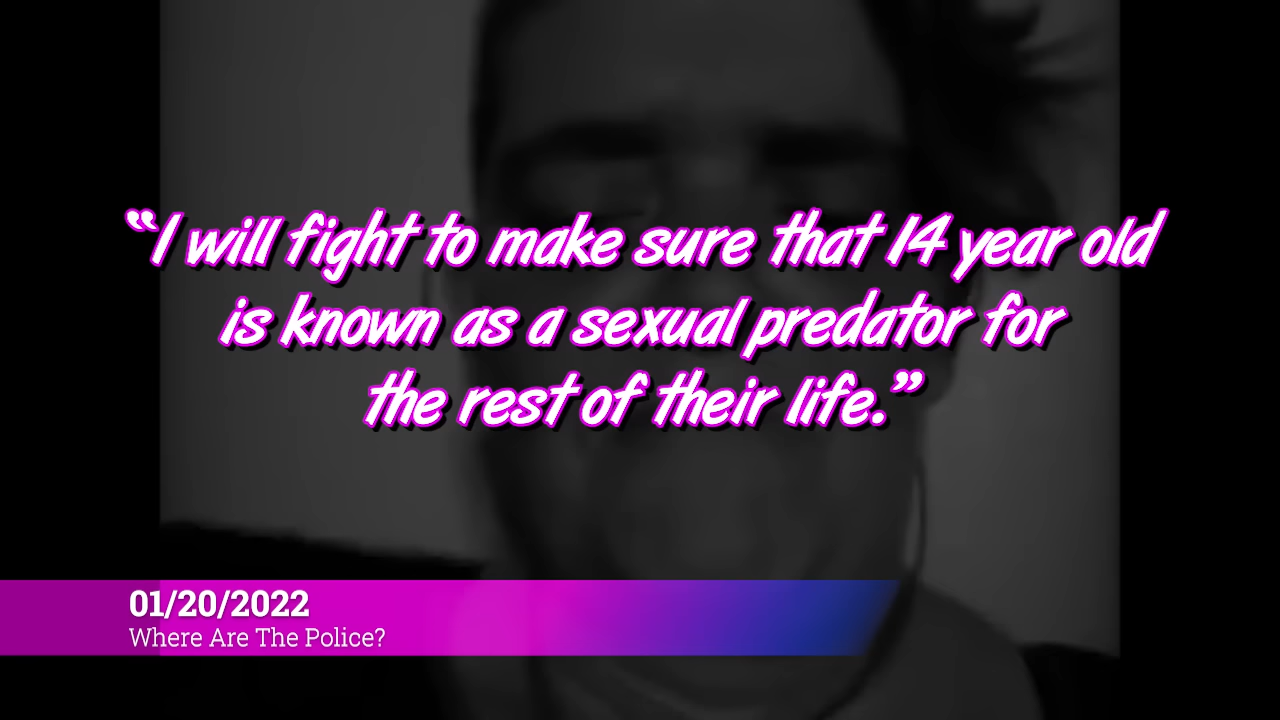 “I will fight to make sure that 14 year old
is known as a sexual predator for
the rest of their life.”
01/20/2022
Where Are The Police?